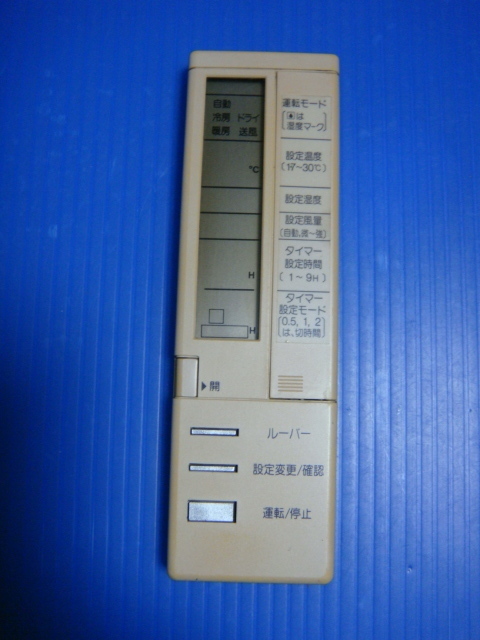 自動
冷房 ドライ
暖房 送風
℃
H
H
運転モード
は
湿度マーク
設定温度
(17~30℃)
設定湿度
設定風量
(自動,微~強)
タイマー
設定時間
(1~9H)
タイマー
設定モード
0.5, 1, 2
は、切時間
▶開
ルーバー
設定変更/確認
運転/停止